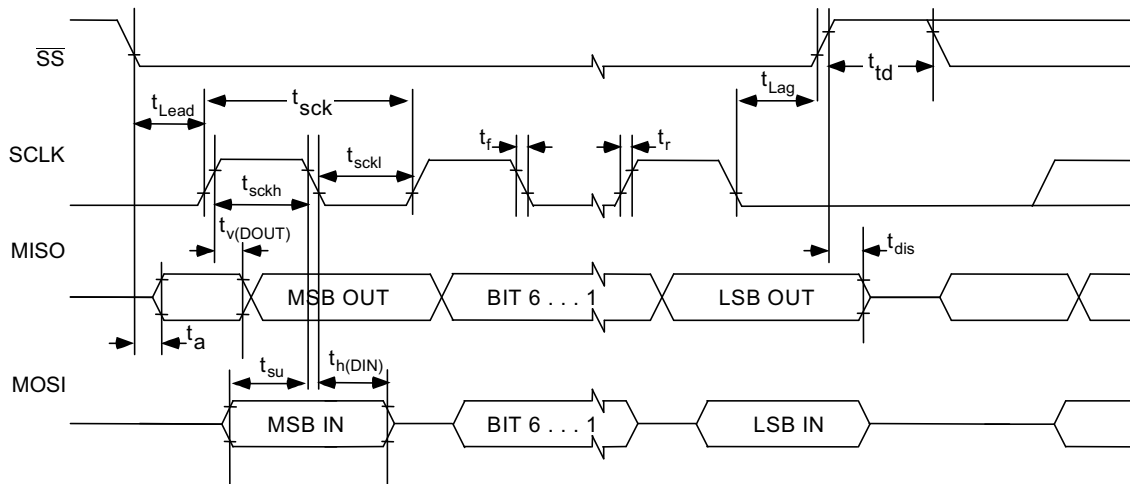 SS
t_td
t_Lag
t_Lead
t_sck
SCLK
t_f
t_r
t_sckl
t_sckh
t_v(DOUT)
MISO
t_dis
MSB OUT
BIT 6 . . . 1
LSB OUT
t_a
t_su
t_h(DIN)
MOSI
MSB IN
BIT 6 . . . 1
LSB IN